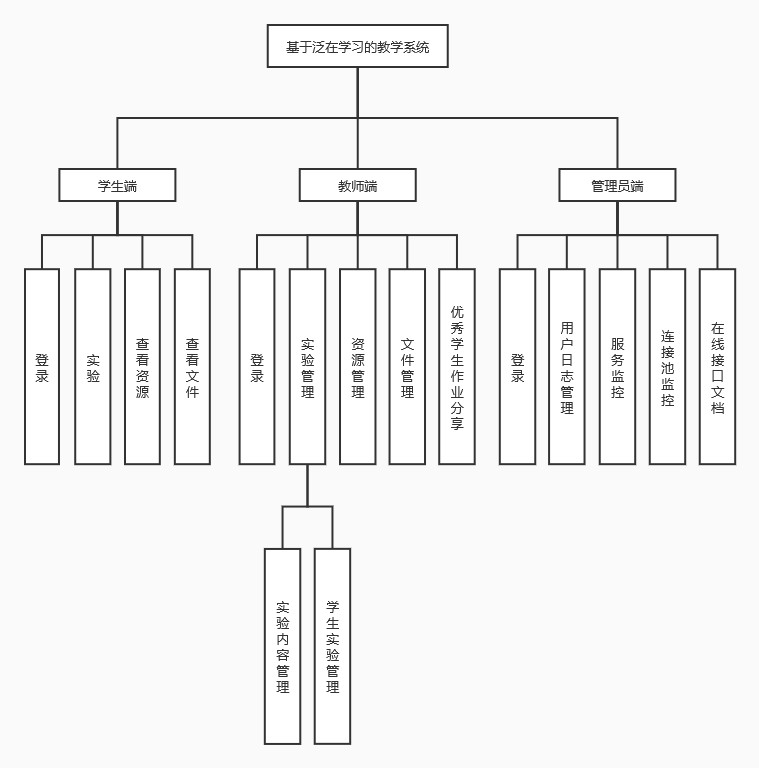 基于泛在学习的教学系统
学生端
教师端
管理员端
登录
实验
查看资源
查看文件
登录
实验管理
资源管理
文件管理
优秀学生作业分享
登录
用户日志管理
服务监控
连接池监控
在线接口文档
实验内容管理
学生实验管理